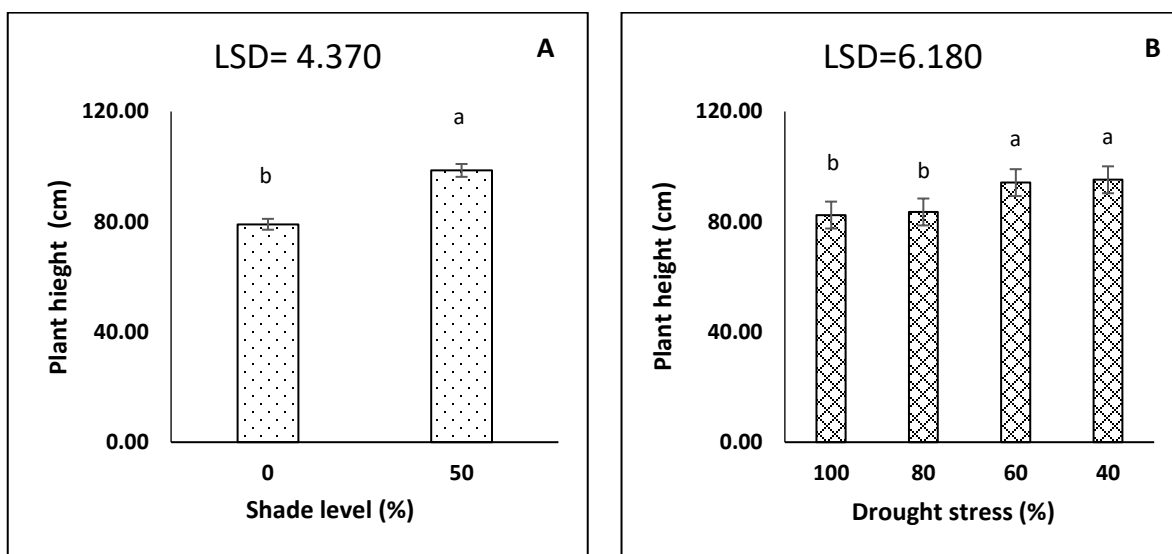 LSD= 4.370
A
120.00
80.00
40.00
0.00
Plant hieght (cm)
b
a
0
50
Shade level (%)
LSD=6.180
B
120.00
80.00
40.00
0.00
Plant height (cm)
b
b
a
a
100
80
60
40
Drought stress (%)